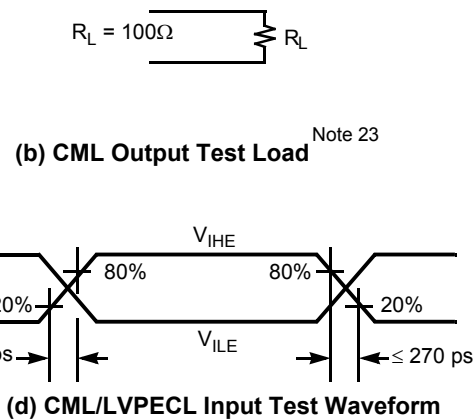 R_L = 100Ω
R_L
(b) CML Output Test Load Note 23
V_IHE
80%
80%
20%
20%
V_ILE
ps
≤ 270 ps
(d) CML/LVPECL Input Test Waveform